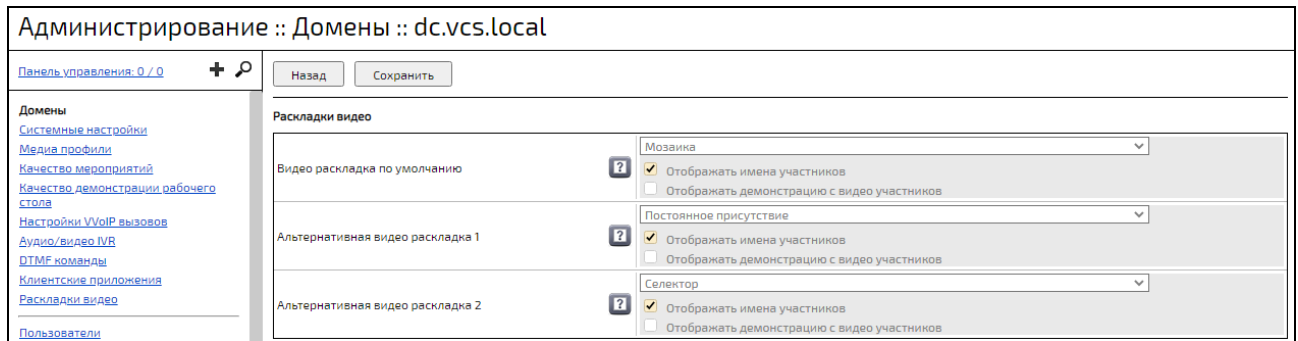 Администрирование :: Домены :: dc.vcs.local
Панель управления: 0 / 0
Назад
Сохранить
Домены
Системные настройки
Медиа профили
Качество мероприятий
Качество демонстрации рабочего
стола
Настройки VVoIP вызовов
Аудио/видео IVR
DTMF команды
Клиентские приложения
Раскладки видео
Пользователи
Раскладки видео
Видео раскладка по умолчанию
?
Мозаика
Отображать имена участников
Отображать демонстрацию с видео участников
Альтернативная видео раскладка 1
?
Постоянное присутствие
Отображать имена участников
Отображать демонстрацию с видео участников
Альтернативная видео раскладка 2
?
Селектор
Отображать имена участников
Отображать демонстрацию с видео участников